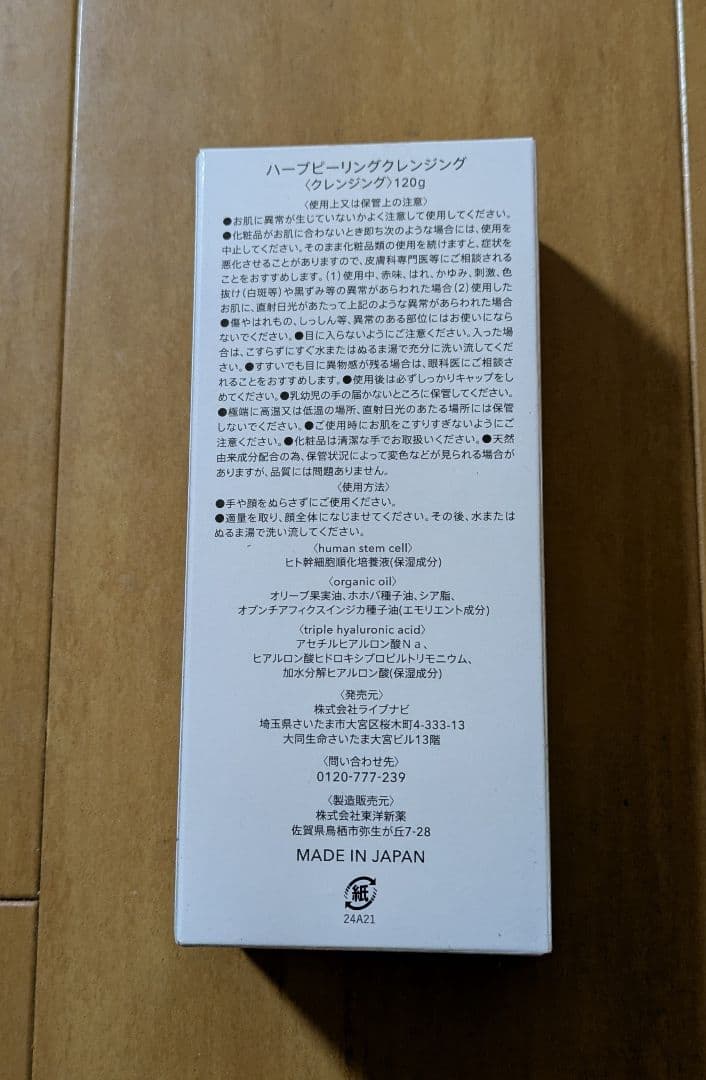 ハーブピーリングクレンジング
〈クレンジング〉120g
〈使用上又は保管上の注意〉
●お肌に異常が生じていないかよく注意して使用してください。
●化粧品がお肌に合わないとき即ち次のような場合には、使用を
中止してください。そのまま化粧品類の使用を続けますと、症状を
悪化させることがありますので、皮膚科専門医等にご相談される
ことをおすすめします。(1)使用中、赤味、はれ、かゆみ、刺激、色
抜け(白斑等)や黒ずみ等の異常があらわれた場合(2)使用した
お肌に、直射日光があたって上記のような異常があらわれた場合
●傷やはれもの、しっしん等、異常のある部位にはお使いになら
ないでください。●目に入らないようにご注意ください。入った場
合は、こすらずにすぐ水またはぬるま湯で充分に洗い流してくだ
さい。●すすいでも目に異物感が残る場合は、眼科医にご相談さ
れることをおすすめします。●使用後は必ずしっかりキャップをし
めてください。●乳幼児の手の届かないところに保管してください。
●極端に高温又は低温の場所、直射日光のあたる場所には保管
しないでください。●ご使用時にお肌をこすりすぎないようにご
注意ください。●化粧品は清潔な手でお取扱いください。●天然
由来成分配合の為、保管状況によって変色などが見られる場合が
ありますが、品質には問題ありません。
〈使用方法〉
●手や顔をぬらさずにご使用ください。
●適量を取り、顔全体になじませてください。その後、水または
ぬるま湯で洗い流してください。
〈human stem cell〉
ヒト幹細胞順化培養液(保湿成分)
〈organic oil〉
オリーブ果実油、ホホバ種子油、シア脂、
オプンチアフィクスインジカ種子油(エモリエント成分)
〈triple hyaluronic acid〉
アセチルヒアルロン酸Ｎａ、
ヒアルロン酸ヒドロキシプロピルトリモニウム、
加水分解ヒアルロン酸(保湿成分)
〈発売元〉
株式会社ライブナビ
埼玉県さいたま市大宮区桜木町4-333-13
大同生命さいたま大宮ビル13階
〈問い合わせ先〉
0120-777-239
〈製造販売元〉
株式会社東洋新薬
佐賀県鳥栖市弥生が丘7-28
MADE IN JAPAN
紙
24A21